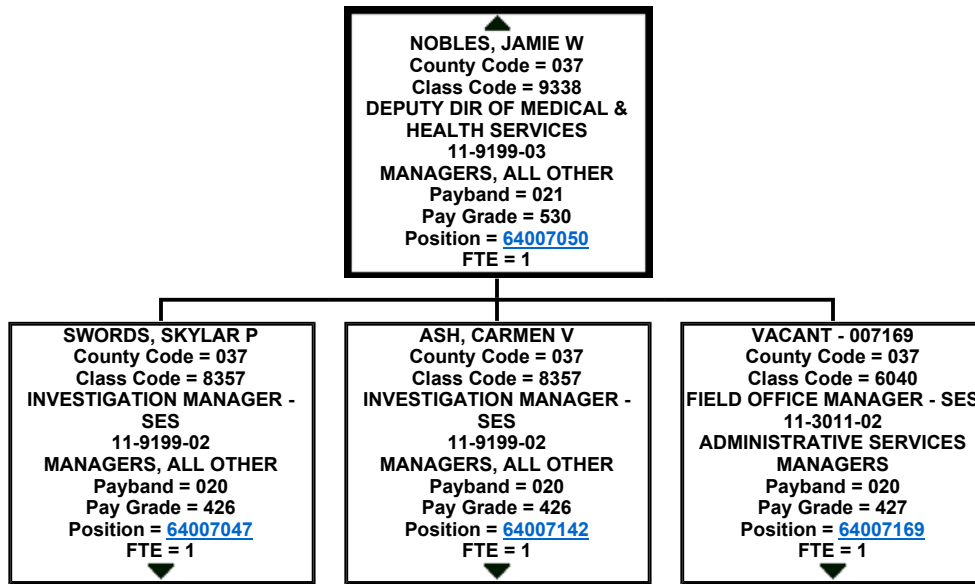 NOBLES, JAMIE W
County Code = 037
Class Code = 9338
DEPUTY DIR OF MEDICAL &
HEALTH SERVICES
11-9199-03
MANAGERS, ALL OTHER
Payband = 021
Pay Grade = 530
Position = 64007050
FTE = 1
SWORDS, SKYLAR P
County Code = 037
Class Code = 8357
INVESTIGATION MANAGER -
SES
11-9199-02
MANAGERS, ALL OTHER
Payband = 020
Pay Grade = 426
Position = 64007047
FTE = 1
ASH, CARMEN V
County Code = 037
Class Code = 8357
INVESTIGATION MANAGER -
SES
11-9199-02
MANAGERS, ALL OTHER
Payband = 020
Pay Grade = 426
Position = 64007142
FTE = 1
VACANT - 007169
County Code = 037
Class Code = 6040
FIELD OFFICE MANAGER - SES
11-3011-02
ADMINISTRATIVE SERVICES
MANAGERS
Payband = 020
Pay Grade = 427
Position = 64007169
FTE = 1